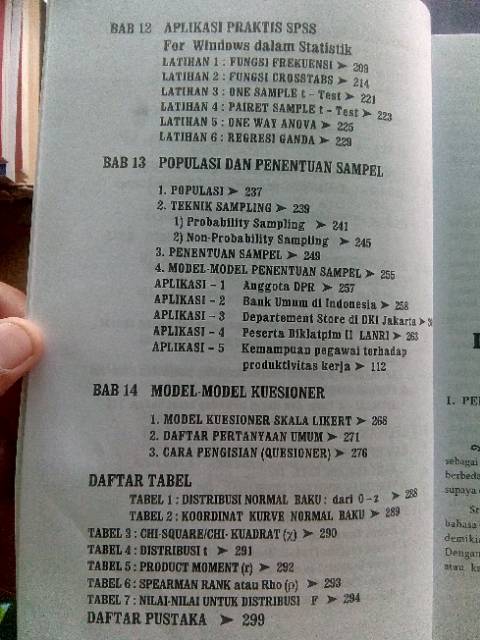 BAB 12 APLIKASI PRAKTIS SPSS
For Windows dalam Statistik
LATIHAN 1 : FUNGSI FREKUENSI ➤ 209
LATIHAN 2 : FUNGSI CROSSTABS ➤ 214
LATIHAN 3 : ONE SAMPLE t - Test ➤ 221
LATIHAN 4 : PAIRET SAMPLE t - Test ➤ 223
LATIHAN 5 : ONE WAY ANOVA ➤ 225
LATIHAN 6 : REGRESI GANDA ➤ 229
BAB 13 POPULASI DAN PENENTUAN SAMPEL
1. POPULASI ➤ 237
2. TEKNIK SAMPLING ➤ 239
1) Probability Sampling ➤ 241
2) Non-Probability Sampling ➤ 245
3. PENENTUAN SAMPEL ➤ 249
4. MODEL-MODEL PENENTUAN SAMPEL ➤ 255
APLIKASI - 1 Anggota DPR ➤ 257
APLIKASI - 2 Bank Umum di Indonesia ➤ 258
APLIKASI - 3 Departement Store di DKI Jakarta ➤
APLIKASI - 4 Peserta Diklatpim II LANRI ➤ 263
APLIKASI - 5 Kemampuan pegawai terhadap
produktivitas kerja ➤ 112
BAB 14 MODEL-MODEL KUESIONER
1. MODEL KUESIONER SKALA LIKERT ➤ 268
2. DAFTAR PERTANYAAN UMUM ➤ 271
3. CARA PENGISIAN (QUESIONER) ➤ 276
DAFTAR TABEL
TABEL 1 : DISTRIBUSI NORMAL BAKU : dari 0 - z ➤ 288
TABEL 2 : KOORDINAT KURVE NORMAL BAKU ➤ 289
TABEL 3 : CHI-SQUARE/CHI- KUADRAT (χ) ➤ 290
TABEL 4 : DISTRIBUSI t ➤ 291
TABEL 5 : PRODUCT MOMENT (r) ➤ 292
TABEL 6 : SPEARMAN RANK atau Rho (ρ) ➤ 293
TABEL 7 : NILAI-NILAI UNTUK DISTRIBUSI F ➤ 294
DAFTAR PUSTAKA ➤ 299
1. PE
sebagai
berbeda
supaya
bahasa
demikia
Dengan
atau